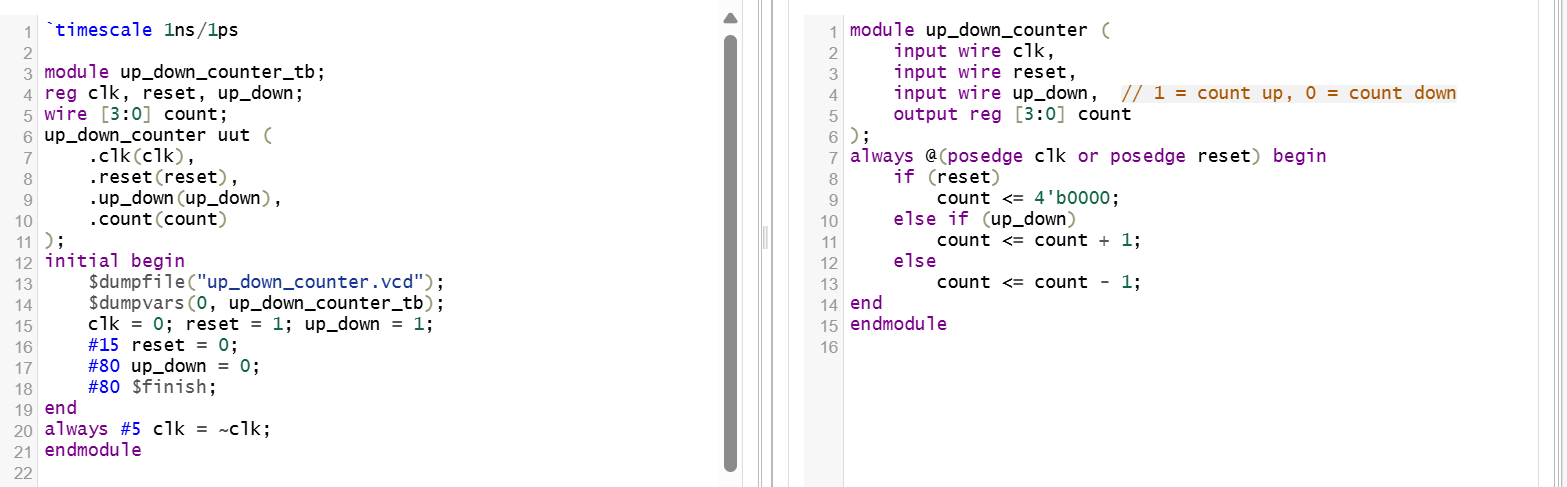 1 `timescale 1ns/1ps
2
3 module up_down_counter_tb;
4 reg clk, reset, up_down;
5 wire [3:0] count;
6 up_down_counter uut (
7     .clk(clk),
8     .reset(reset),
9     .up_down(up_down),
10     .count(count)
11 );
12 initial begin
13     $dumpfile("up_down_counter.vcd");
14     $dumpvars(0, up_down_counter_tb);
15     clk = 0; reset = 1; up_down = 1;
16     #15 reset = 0;
17     #80 up_down = 0;
18     #80 $finish;
19 end
20 always #5 clk = ~clk;
21 endmodule
22
1 module up_down_counter (
2     input wire clk,
3     input wire reset,
4     input wire up_down,  // 1 = count up, 0 = count down
5     output reg [3:0] count
6 );
7 always @(posedge clk or posedge reset) begin
8     if (reset)
9         count <= 4'b0000;
10     else if (up_down)
11         count <= count + 1;
12     else
13         count <= count - 1;
14 end
15 endmodule
16